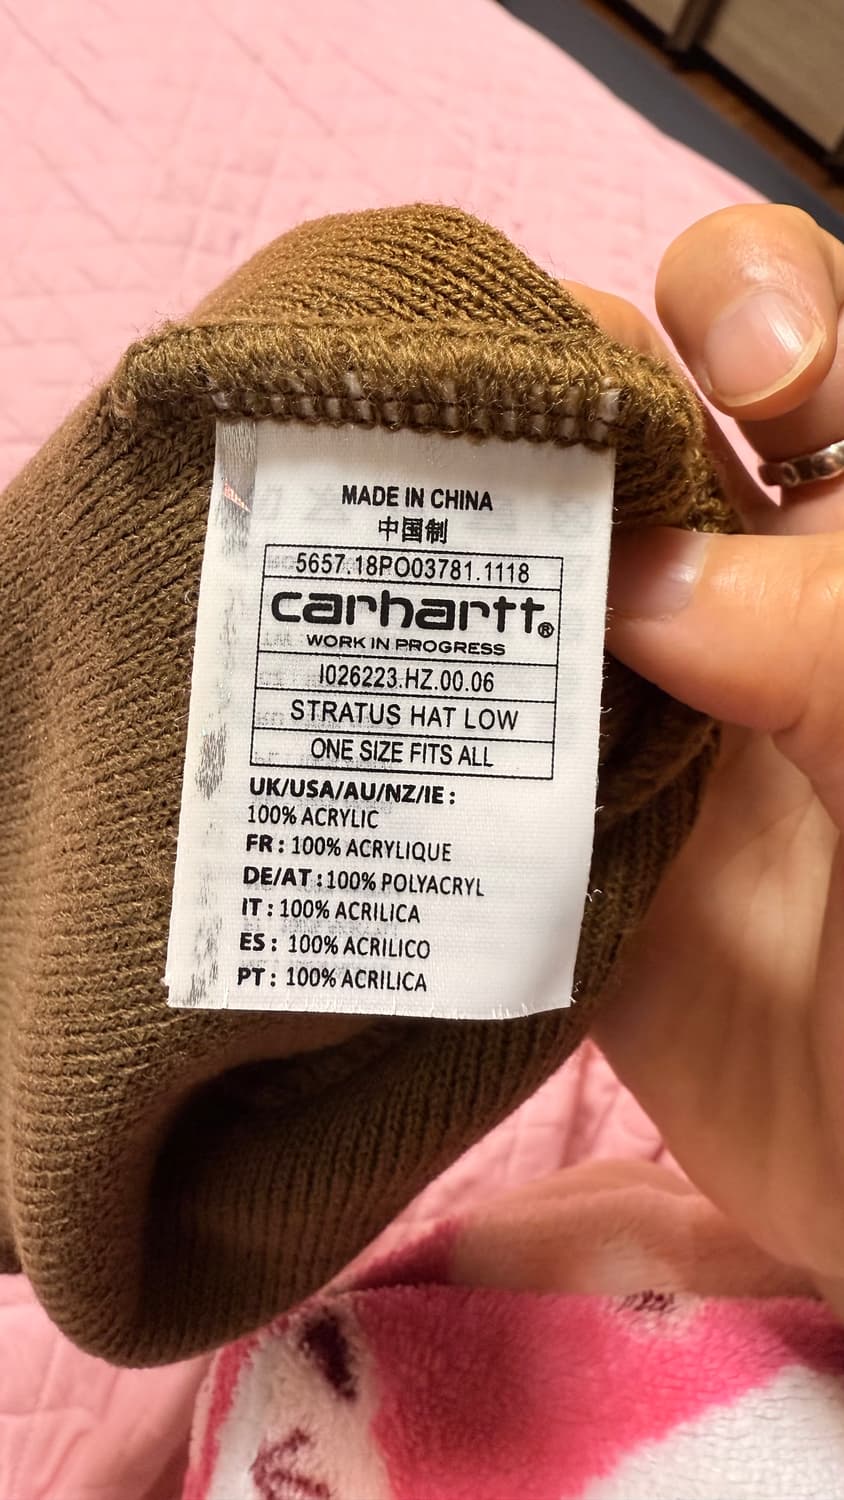 MADE IN CHINA
中国制
5657.18PO03781.1118
carhartt®
WORK IN PROGRESS
I026223.HZ.00.06
STRATUS HAT LOW
ONE SIZE FITS ALL
UK/USA/AU/NZ/IE :
100% ACRYLIC
FR : 100% ACRYLIQUE
DE/AT : 100% POLYACRYL
IT : 100% ACRILICA
ES : 100% ACRILICO
PT : 100% ACRILICA